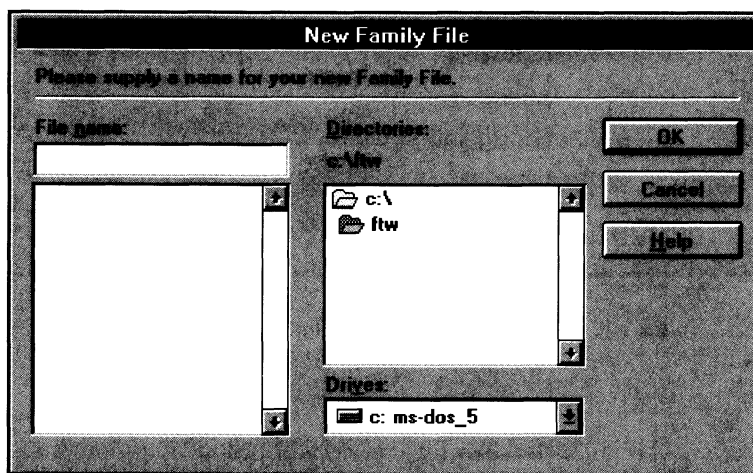 New Family File
Please supply a name for your new Family File.
File name:
Directories:
c:\ftw
c:\
ftw
Drives:
c: ms-dos_5
OK
Cancel
Help